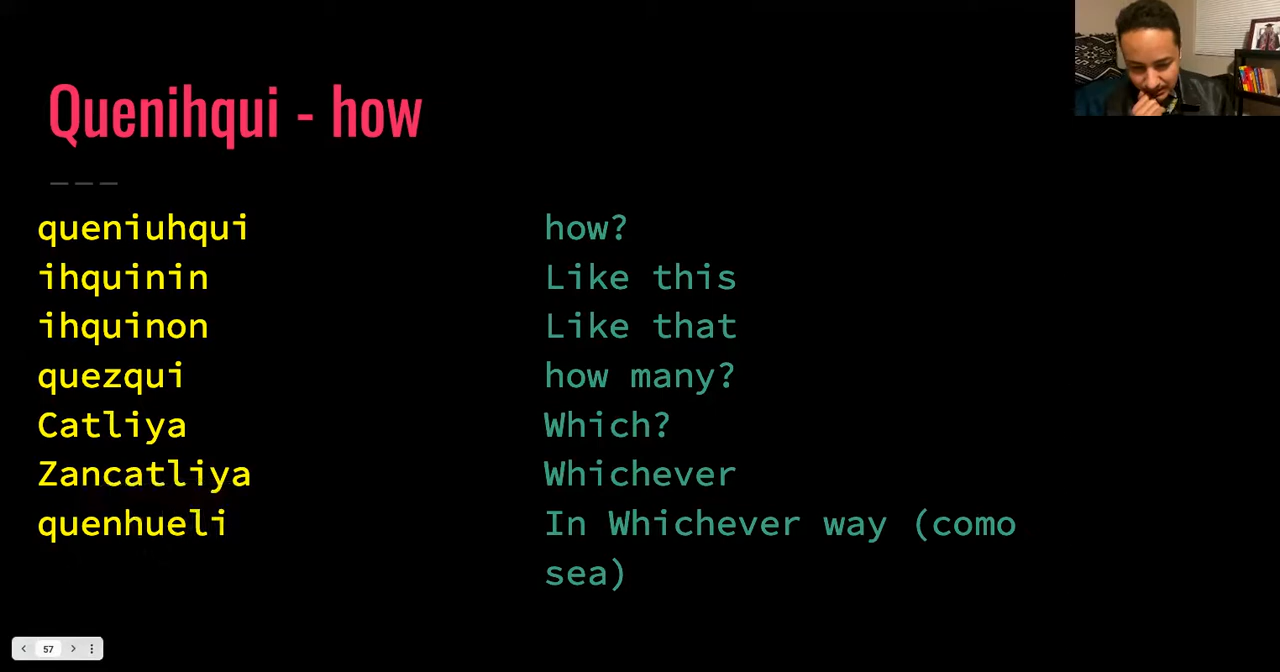 Quenihqui - how
queniuhqui how?
ihquinin Like this
ihquinon Like that
quezqui how many?
Catliya Which?
Zancatliya Whichever
quenhueli In Whichever way (como
sea)
57